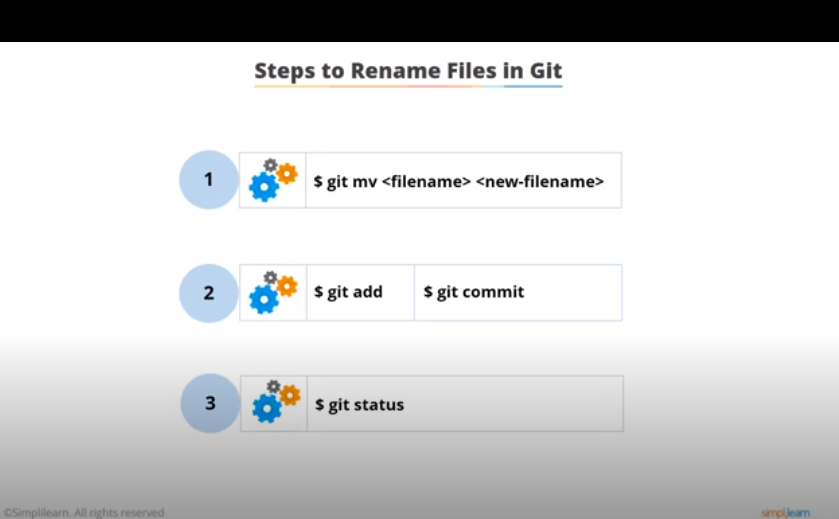 Steps to Rename Files in Git
1
$ git mv <filename> <new-filename>
2
$ git add $ git commit
3
$ git status
©Simplilearn. All rights reserved simplilearn